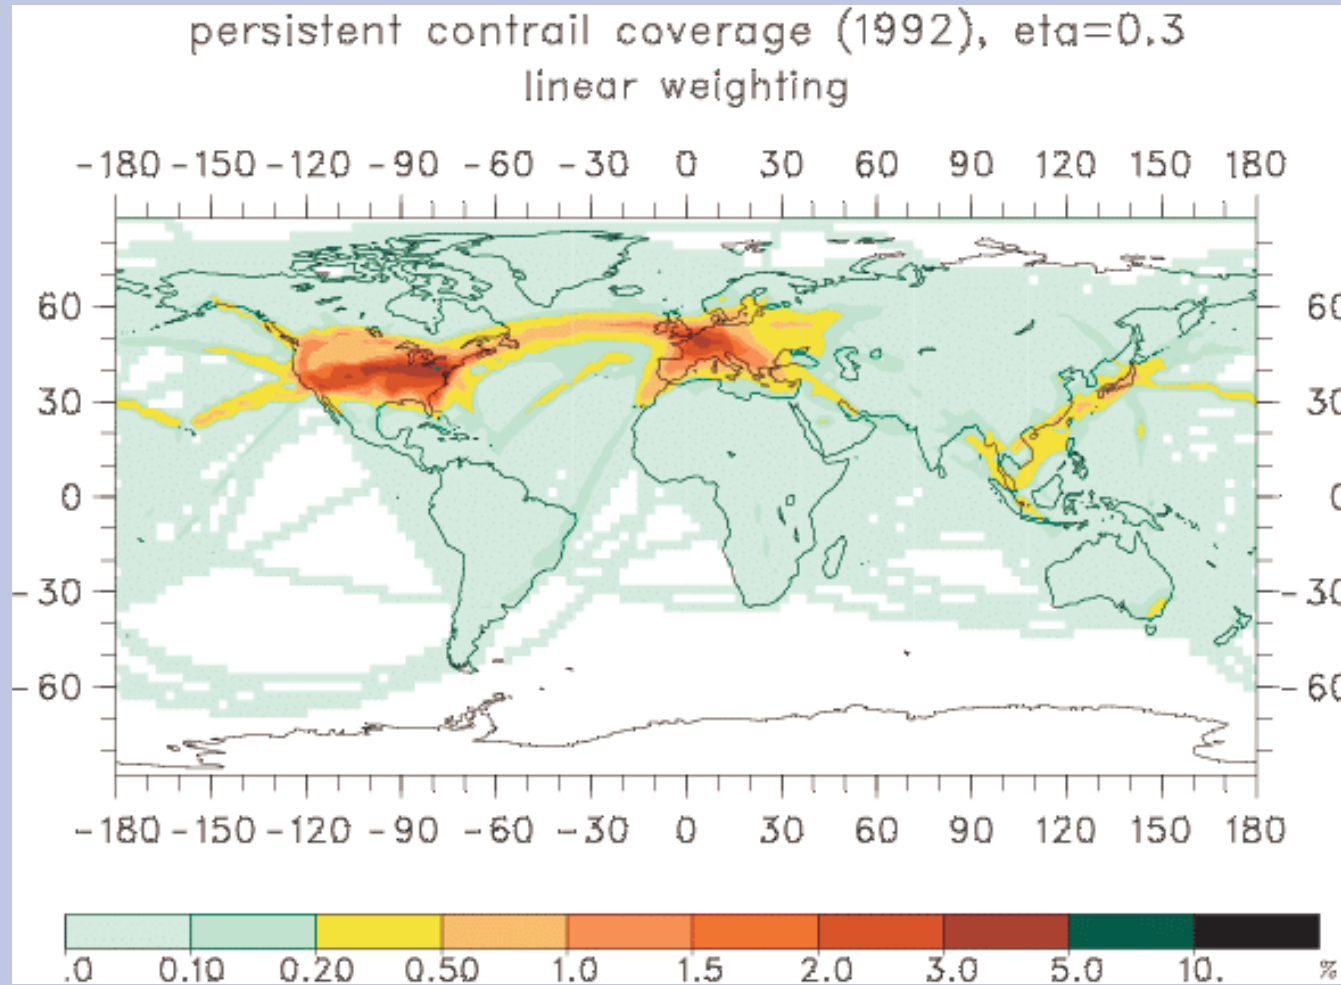 persistent contrail coverage (1992), eta=0.3
linear weighting
-180 -150 -120 -90 -60 -30 0 30 60 90 120 150 180
60 60
30 30
0 0
-30 -30
-60 -60
-180 -150 -120 -90 -60 -30 0 30 60 90 120 150 180
.0 0.10 0.20 0.50 1.0 1.5 2.0 3.0 5.0 10. %